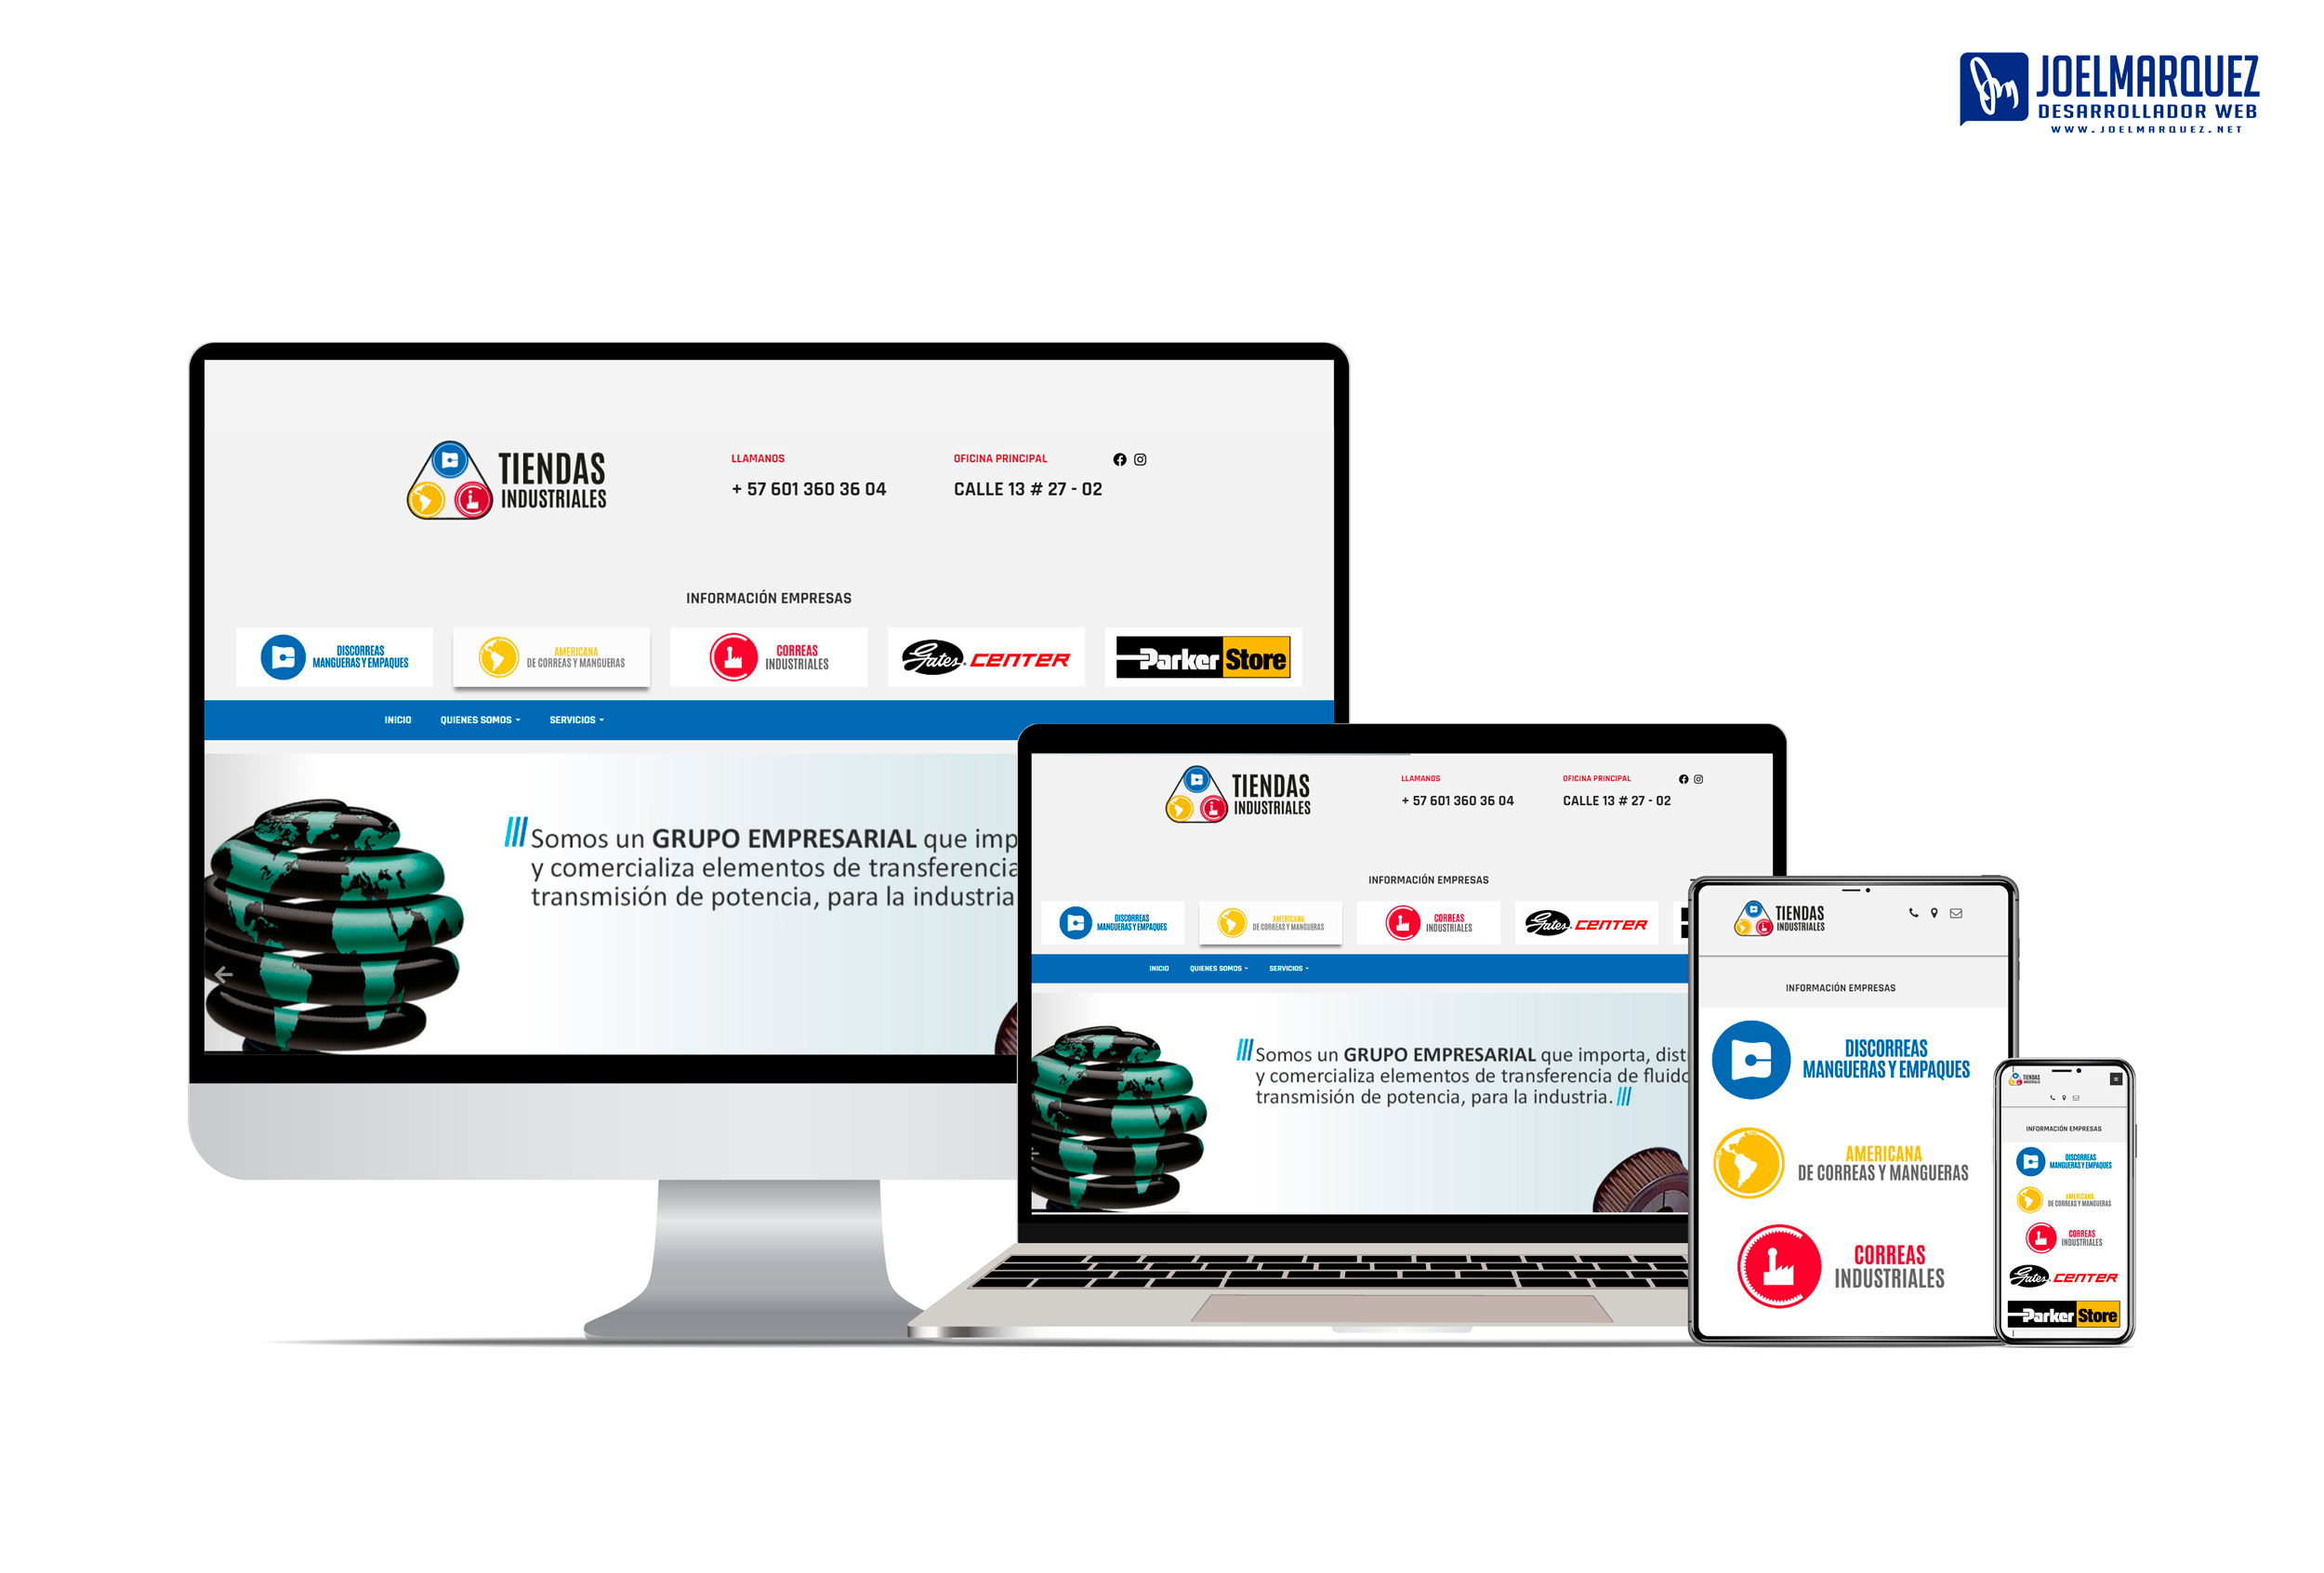 JOELMARQUEZ
DESARROLLADOR WEB
WWW.JOELMARQUEZ.NET
TIENDAS
INDUSTRIALES
LLAMANOS
+ 57 601 360 36 04
OFICINA PRINCIPAL
CALLE 13 # 27 - 02
INFORMACIÓN EMPRESAS
DISCORREAS
MANGUERAS Y EMPAQUES
AMERICANA
DE CORREAS Y MANGUERAS
CORREAS
INDUSTRIALES
Gates CENTER
Parker Store
INICIO QUIENES SOMOS SERVICIOS
Somos un GRUPO EMPRESARIAL que imp
y comercializa elementos de transferencia
transmisión de potencia, para la industria
TIENDAS
INDUSTRIALES
LLAMANOS
+ 57 601 360 36 04
OFICINA PRINCIPAL
CALLE 13 # 27 - 02
INFORMACIÓN EMPRESAS
DISCORREAS
MANGUERAS Y EMPAQUES
AMERICANA
DE CORREAS Y MANGUERAS
CORREAS
INDUSTRIALES
Gates CENTER
INICIO QUIENES SOMOS SERVICIOS
Somos un GRUPO EMPRESARIAL que importa, dist
y comercializa elementos de transferencia de fluido
transmisión de potencia, para la industria.
TIENDAS
INDUSTRIALES
INFORMACIÓN EMPRESAS
DISCORREAS
MANGUERAS Y EMPAQUES
AMERICANA
DE CORREAS Y MANGUERAS
CORREAS
INDUSTRIALES
TIENDAS
INDUSTRIALES
INFORMACIÓN EMPRESAS
DISCORREAS
MANGUERAS Y EMPAQUES
AMERICANA
DE CORREAS Y MANGUERAS
CORREAS
INDUSTRIALES
Gates CENTER
Parker Store